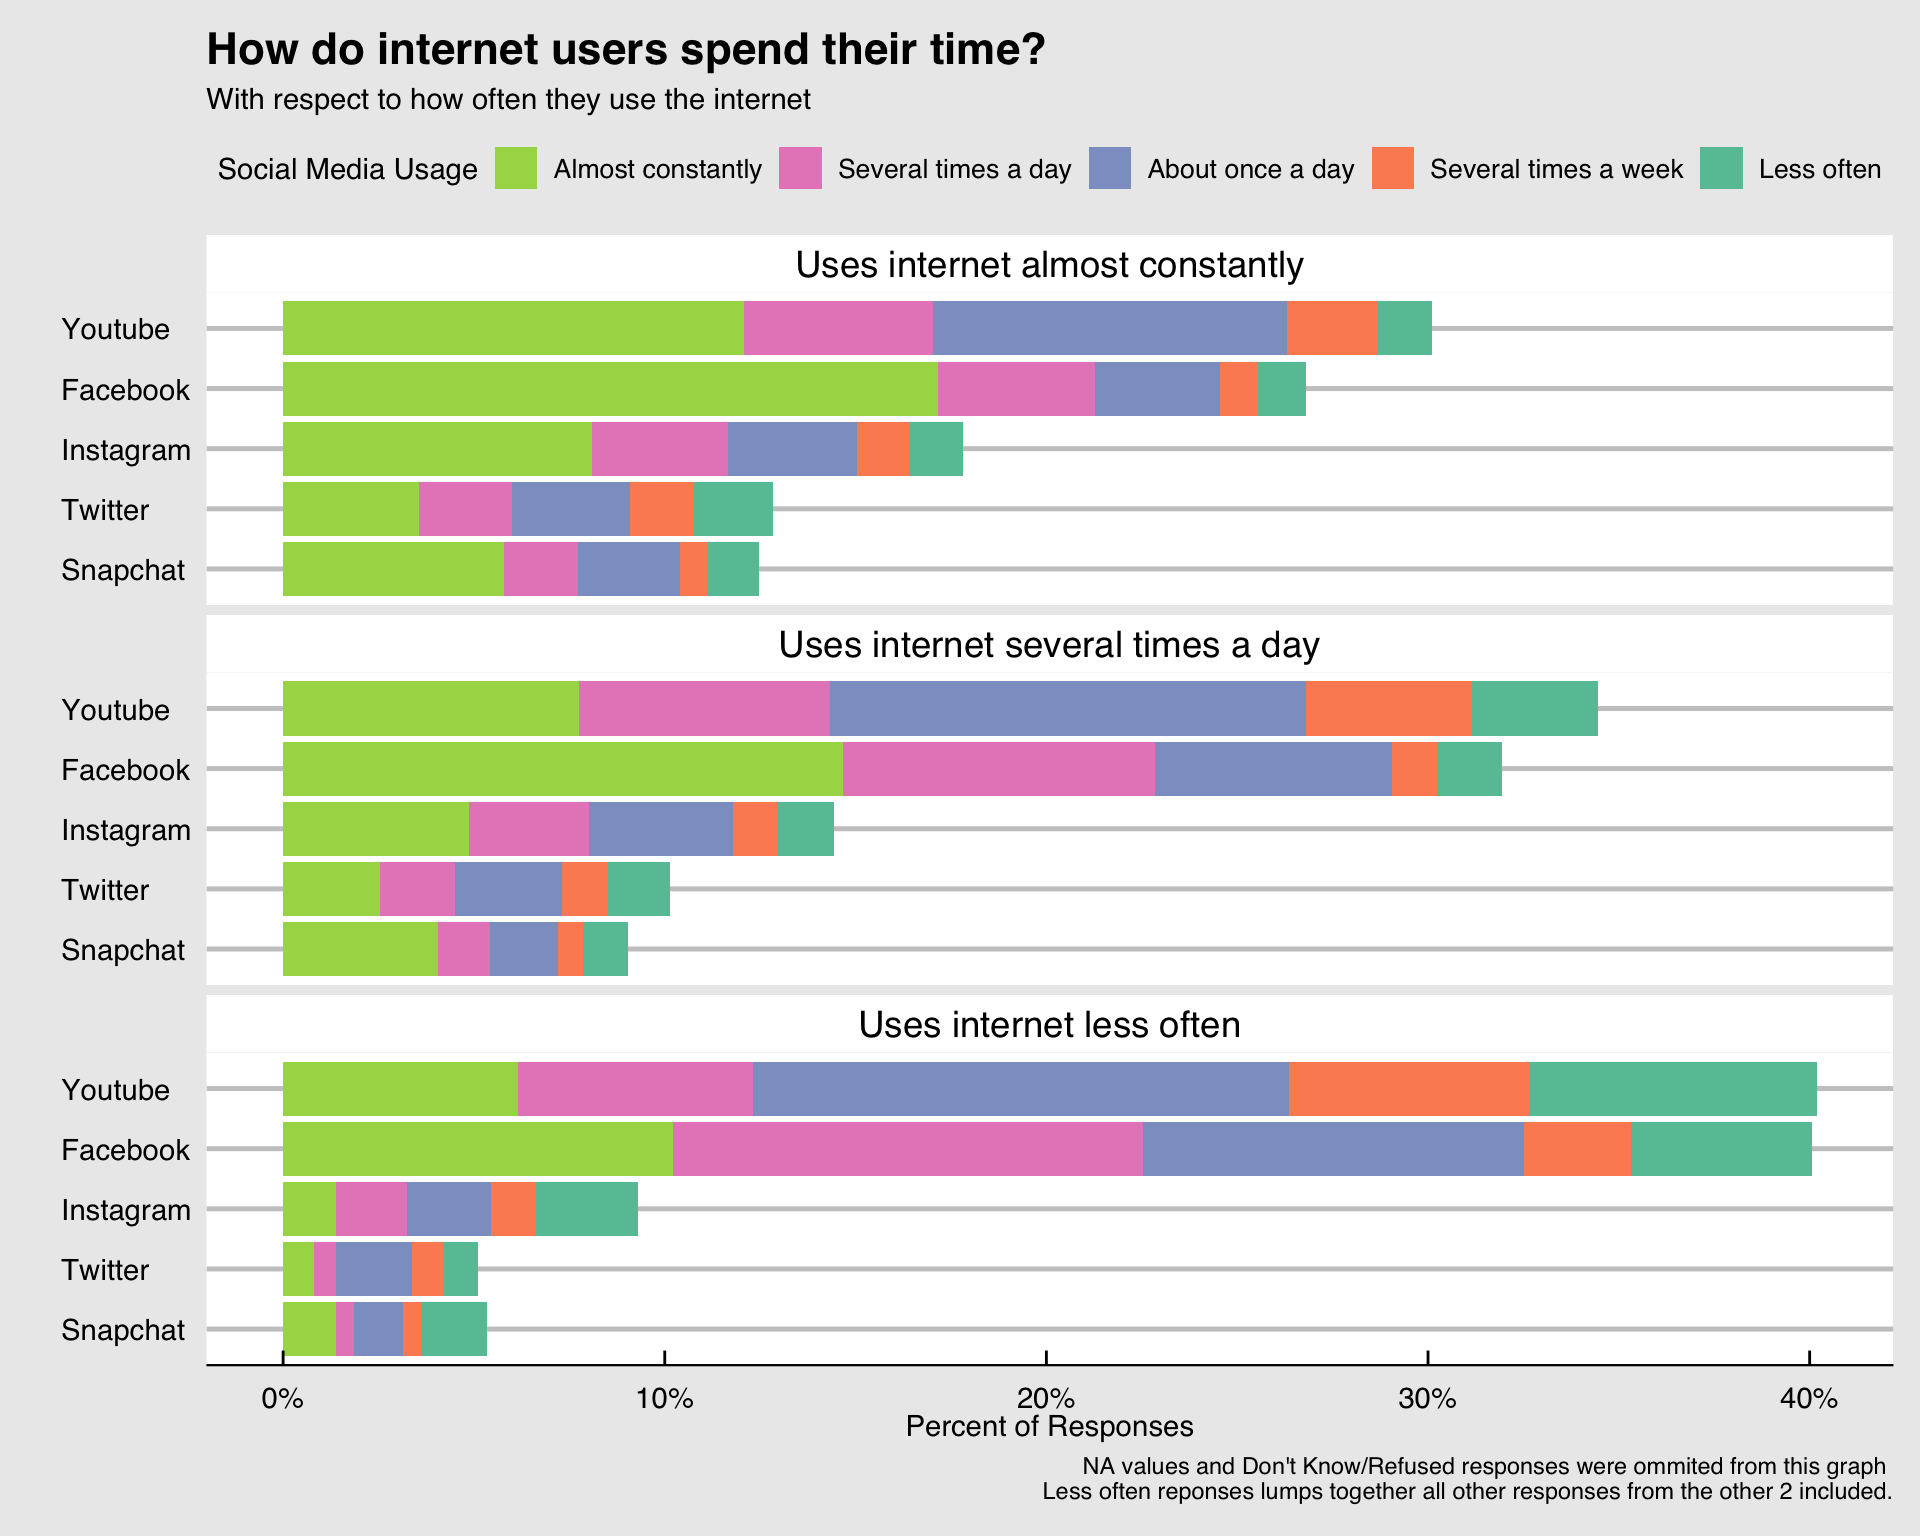 How do internet users spend their time?
With respect to how often they use the internet
Social Media Usage Almost constantly Several times a day About once a day Several times a week Less often
Uses internet almost constantly
Youtube
Facebook
Instagram
Twitter
Snapchat
Uses internet several times a day
Youtube
Facebook
Instagram
Twitter
Snapchat
Uses internet less often
Youtube
Facebook
Instagram
Twitter
Snapchat
0% 10% 20% 30% 40%
Percent of Responses
NA values and Don't Know/Refused responses were ommited from this graph
Less often reponses lumps together all other responses from the other 2 included.